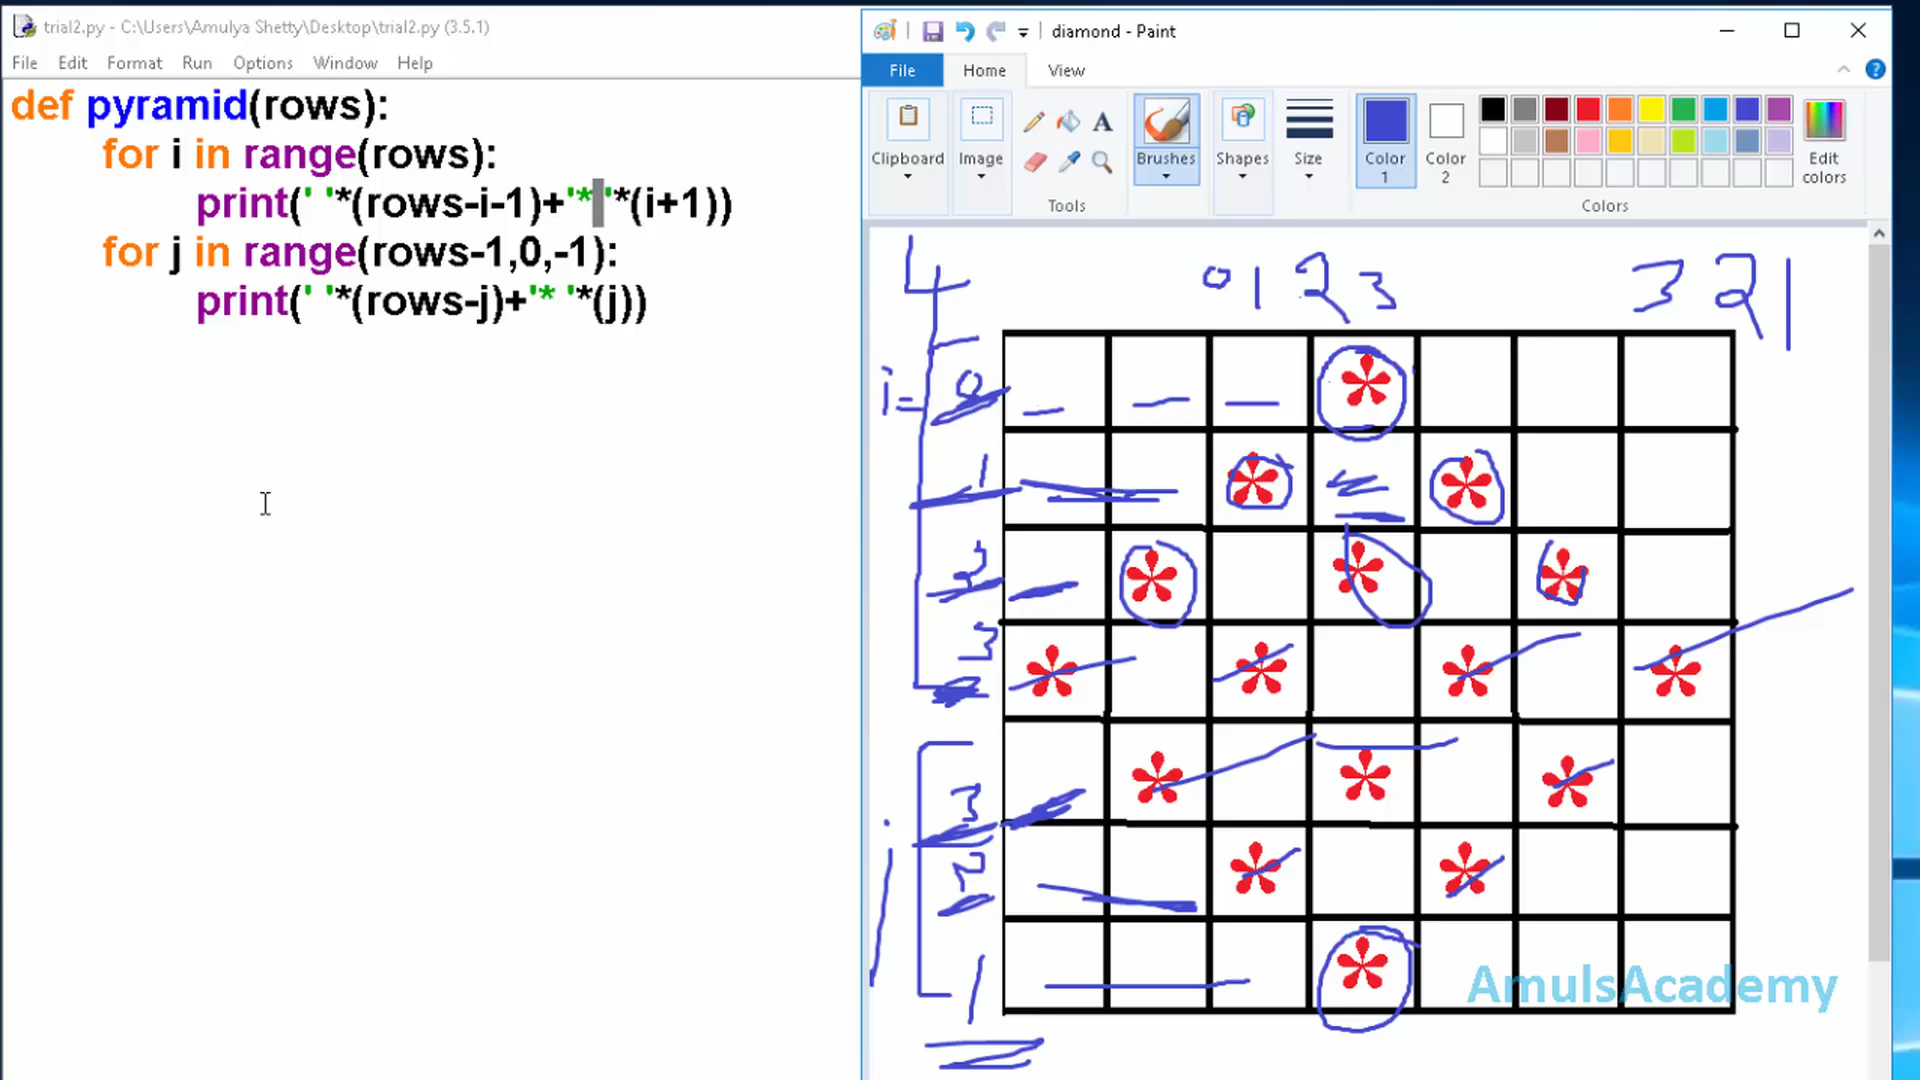 trial2.py - C:\Users\Amulya Shetty\Desktop\trial2.py (3.5.1)
File Edit Format Run Options Window Help
def pyramid(rows):
for i in range(rows):
print(' '*(rows-i-1)+'* '*(i+1))
for j in range(rows-1,0,-1):
print(' '*(rows-j)+'* '*(j))
diamond - Paint
File Home View
Clipboard Image Brushes Shapes Size Color 1 Color 2 Edit colors
Tools Colors
4 0 1 2 3 3 2 1
i= 0
1
2
3
3
j 2
1
AmulsAcademy